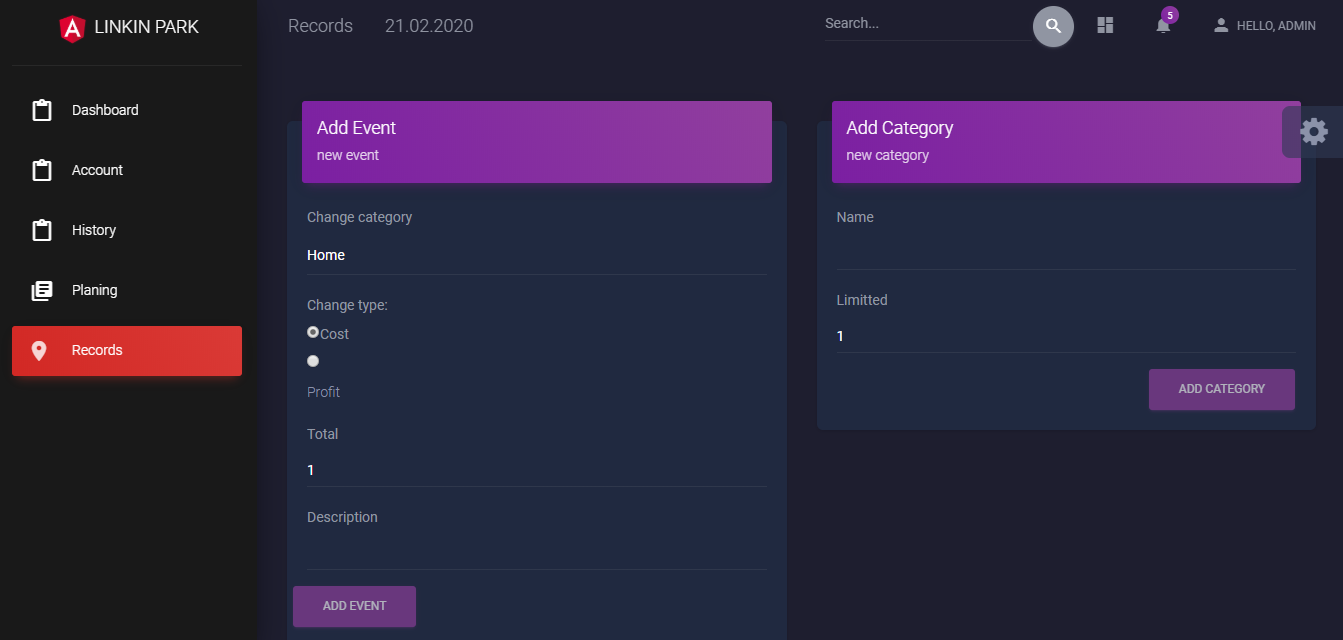 LINKIN PARK
Dashboard
Account
History
Planing
Records
Records 21.02.2020
Search...
5
HELLO, ADMIN
Add Event
new event
Change category
Home
Change type:
Cost
Profit
Total
1
Description
ADD EVENT
Add Category
new category
Name
Limitted
1
ADD CATEGORY